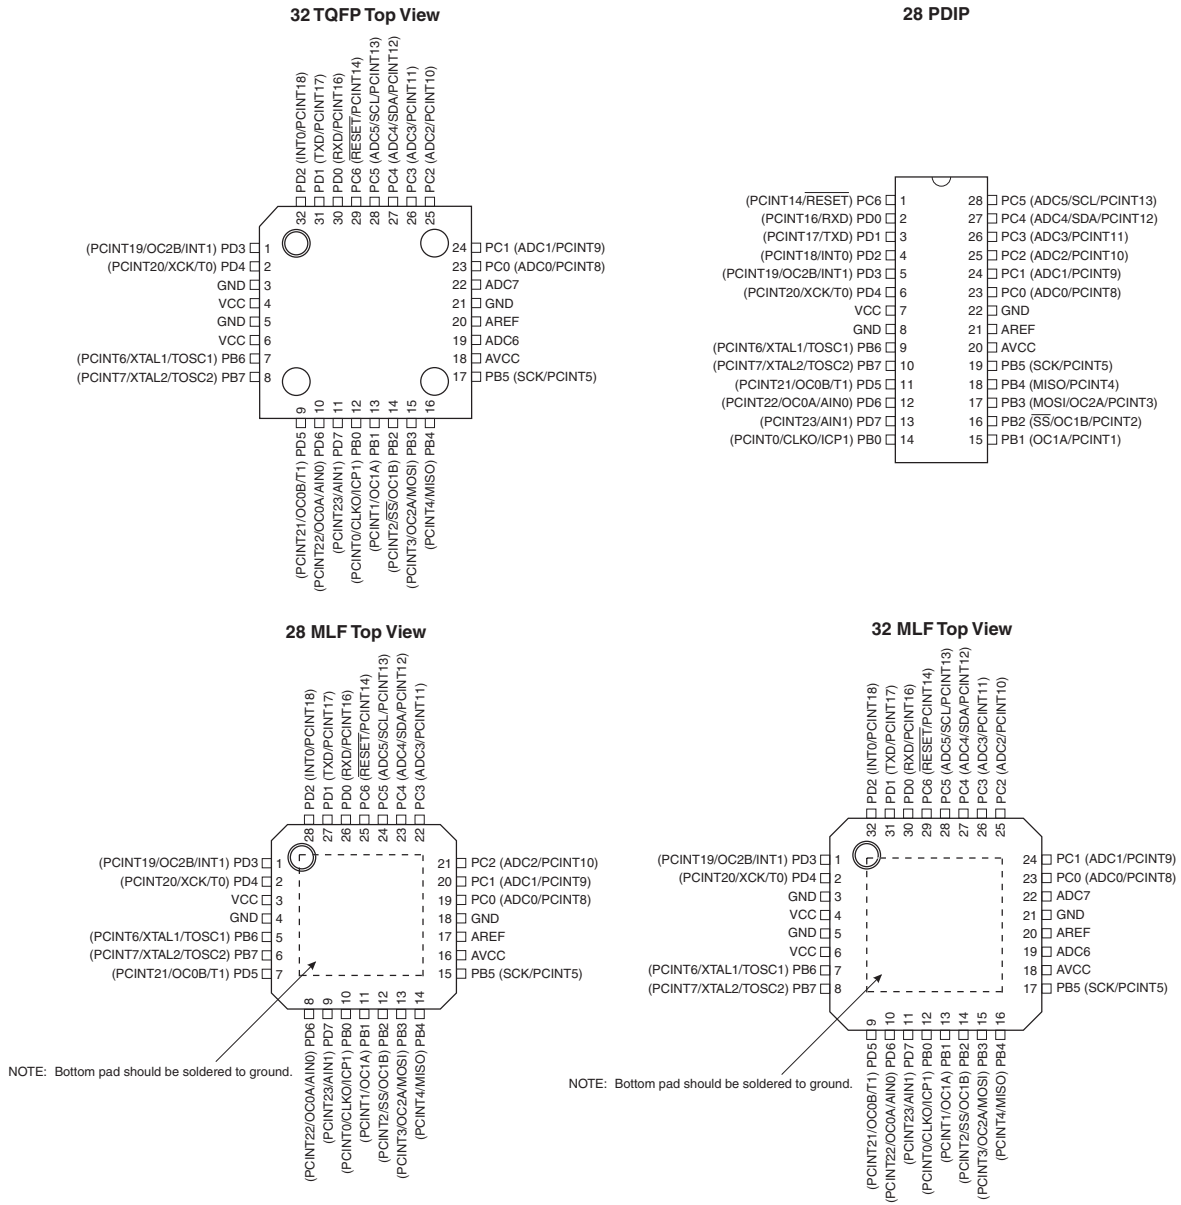 32 TQFP Top View
32 PD2 (INT0/PCINT18)
31 PD1 (TXD/PCINT17)
30 PD0 (RXD/PCINT16)
29 PC6 (RESET/PCINT14)
28 PC5 (ADC5/SCL/PCINT13)
27 PC4 (ADC4/SDA/PCINT12)
26 PC3 (ADC3/PCINT11)
25 PC2 (ADC2/PCINT10)
(PCINT19/OC2B/INT1) PD3 1
(PCINT20/XCK/T0) PD4 2
GND 3
VCC 4
GND 5
VCC 6
(PCINT6/XTAL1/TOSC1) PB6 7
(PCINT7/XTAL2/TOSC2) PB7 8
24 PC1 (ADC1/PCINT9)
23 PC0 (ADC0/PCINT8)
22 ADC7
21 GND
20 AREF
19 ADC6
18 AVCC
17 PB5 (SCK/PCINT5)
(PCINT21/OC0B/T1) PD5 9
(PCINT22/OC0A/AIN0) PD6 10
(PCINT23/AIN1) PD7 11
(PCINT0/CLKO/ICP1) PB0 12
(PCINT1/OC1A) PB1 13
(PCINT2/SS/OC1B) PB2 14
(PCINT3/OC2A/MOSI) PB3 15
(PCINT4/MISO) PB4 16
28 PDIP
(PCINT14/RESET) PC6 1
(PCINT16/RXD) PD0 2
(PCINT17/TXD) PD1 3
(PCINT18/INT0) PD2 4
(PCINT19/OC2B/INT1) PD3 5
(PCINT20/XCK/T0) PD4 6
VCC 7
GND 8
(PCINT6/XTAL1/TOSC1) PB6 9
(PCINT7/XTAL2/TOSC2) PB7 10
(PCINT21/OC0B/T1) PD5 11
(PCINT22/OC0A/AIN0) PD6 12
(PCINT23/AIN1) PD7 13
(PCINT0/CLKO/ICP1) PB0 14
28 PC5 (ADC5/SCL/PCINT13)
27 PC4 (ADC4/SDA/PCINT12)
26 PC3 (ADC3/PCINT11)
25 PC2 (ADC2/PCINT10)
24 PC1 (ADC1/PCINT9)
23 PC0 (ADC0/PCINT8)
22 GND
21 AREF
20 AVCC
19 PB5 (SCK/PCINT5)
18 PB4 (MISO/PCINT4)
17 PB3 (MOSI/OC2A/PCINT3)
16 PB2 (SS/OC1B/PCINT2)
15 PB1 (OC1A/PCINT1)
28 MLF Top View
28 PD2 (INT0/PCINT18)
27 PD1 (TXD/PCINT17)
26 PD0 (RXD/PCINT16)
25 PC6 (RESET/PCINT14)
24 PC5 (ADC5/SCL/PCINT13)
23 PC4 (ADC4/SDA/PCINT12)
22 PC3 (ADC3/PCINT11)
(PCINT19/OC2B/INT1) PD3 1
(PCINT20/XCK/T0) PD4 2
VCC 3
GND 4
(PCINT6/XTAL1/TOSC1) PB6 5
(PCINT7/XTAL2/TOSC2) PB7 6
(PCINT21/OC0B/T1) PD5 7
21 PC2 (ADC2/PCINT10)
20 PC1 (ADC1/PCINT9)
19 PC0 (ADC0/PCINT8)
18 GND
17 AREF
16 AVCC
15 PB5 (SCK/PCINT5)
(PCINT22/OC0A/AIN0) PD6 8
(PCINT23/AIN1) PD7 9
(PCINT0/CLKO/ICP1) PB0 10
(PCINT1/OC1A) PB1 11
(PCINT2/SS/OC1B) PB2 12
(PCINT3/OC2A/MOSI) PB3 13
(PCINT4/MISO) PB4 14
NOTE: Bottom pad should be soldered to ground.
32 MLF Top View
32 PD2 (INT0/PCINT18)
31 PD1 (TXD/PCINT17)
30 PD0 (RXD/PCINT16)
29 PC6 (RESET/PCINT14)
28 PC5 (ADC5/SCL/PCINT13)
27 PC4 (ADC4/SDA/PCINT12)
26 PC3 (ADC3/PCINT11)
25 PC2 (ADC2/PCINT10)
(PCINT19/OC2B/INT1) PD3 1
(PCINT20/XCK/T0) PD4 2
GND 3
VCC 4
GND 5
VCC 6
(PCINT6/XTAL1/TOSC1) PB6 7
(PCINT7/XTAL2/TOSC2) PB7 8
24 PC1 (ADC1/PCINT9)
23 PC0 (ADC0/PCINT8)
22 ADC7
21 GND
20 AREF
19 ADC6
18 AVCC
17 PB5 (SCK/PCINT5)
(PCINT21/OC0B/T1) PD5 9
(PCINT22/OC0A/AIN0) PD6 10
(PCINT23/AIN1) PD7 11
(PCINT0/CLKO/ICP1) PB0 12
(PCINT1/OC1A) PB1 13
(PCINT2/SS/OC1B) PB2 14
(PCINT3/OC2A/MOSI) PB3 15
(PCINT4/MISO) PB4 16
NOTE: Bottom pad should be soldered to ground.